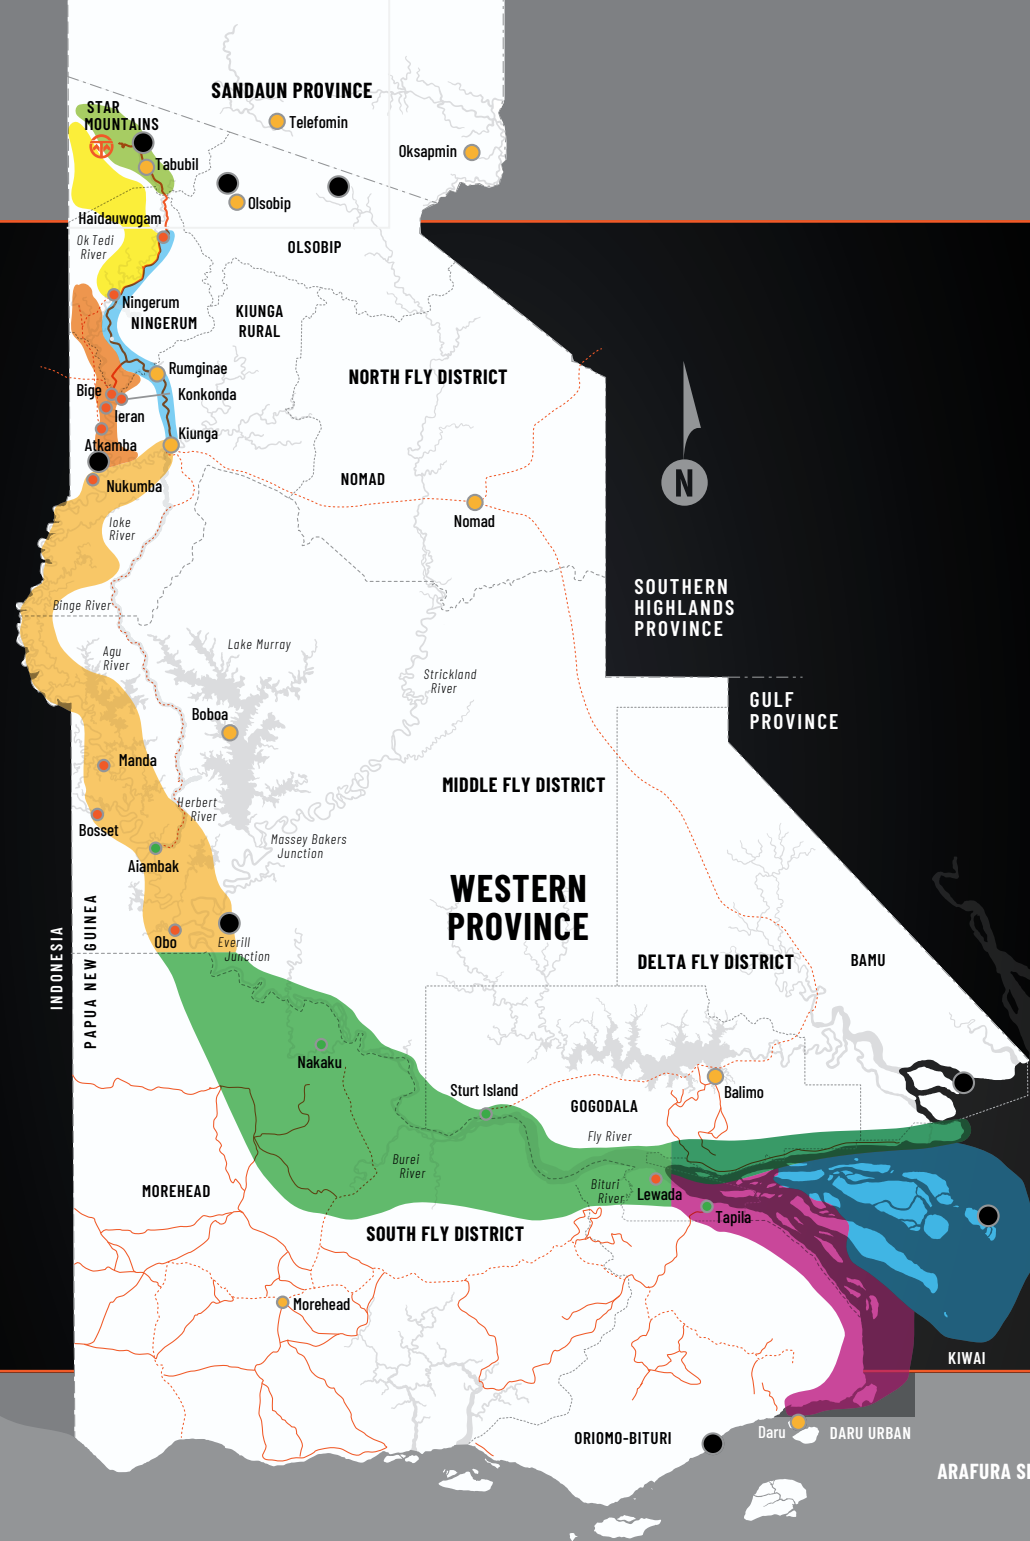 SANDAUN PROVINCE
STAR
MOUNTAINS
Telefomin
Oksapmin
Tabubil
Olsobip
Haidauwogam
Ok Tedi
River
OLSOBIP
Ningerum
NINGERUM
KIUNGA
RURAL
Rumginae
NORTH FLY DISTRICT
Bige
Konkonda
Ieran
Kiunga
Atkamba
NOMAD
Nukumba
N
Nomad
Ioke
River
SOUTHERN
HIGHLANDS
PROVINCE
Binge River
Lake Murray
Agu
River
Strickland
River
GULF
PROVINCE
Boboa
Manda
MIDDLE FLY DISTRICT
Herbert
River
Bosset
Massey Bakers
Junction
Aiambak
WESTERN
PROVINCE
INDONESIA
PAPUA NEW GUINEA
Obo
Everill
Junction
DELTA FLY DISTRICT
BAMU
Nakaku
Sturt Island
Balimo
GOGODALA
Fly River
Burei
River
Bituri
River
Lewada
MOREHEAD
Tapila
SOUTH FLY DISTRICT
Morehead
KIWAI
ORIOMO-BITURI
Daru
DARU URBAN
ARAFURA SE